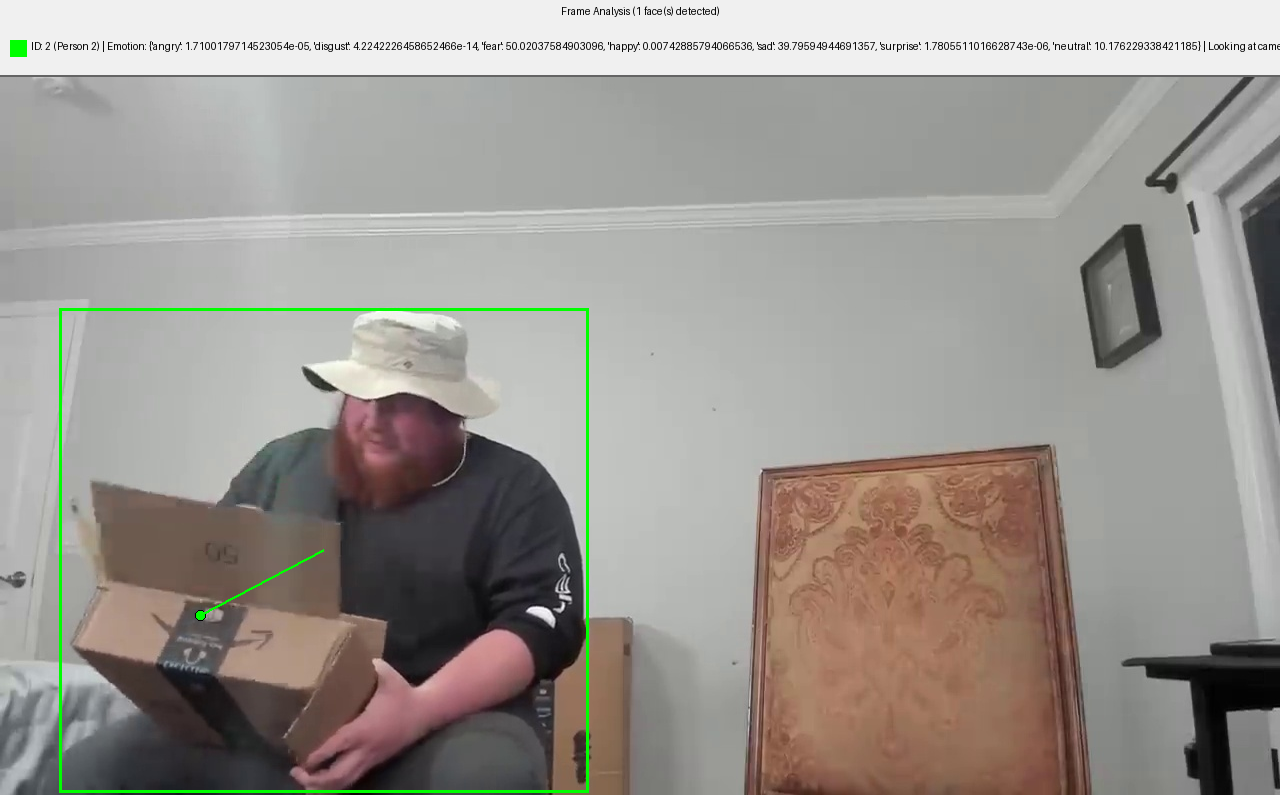 Frame Analysis (1 face(s) detected)
ID: 2 (Person 2) | Emotion: {'angry': 1.7100179714523054e-05, 'disgust': 4.2242226458652466e-14, 'fear': 50.02037584903096, 'happy': 0.00742885794066536, 'sad': 39.79594944691357, 'surprise': 1.7805511016628743e-06, 'neutral': 10.176229338421185} | Looking at came